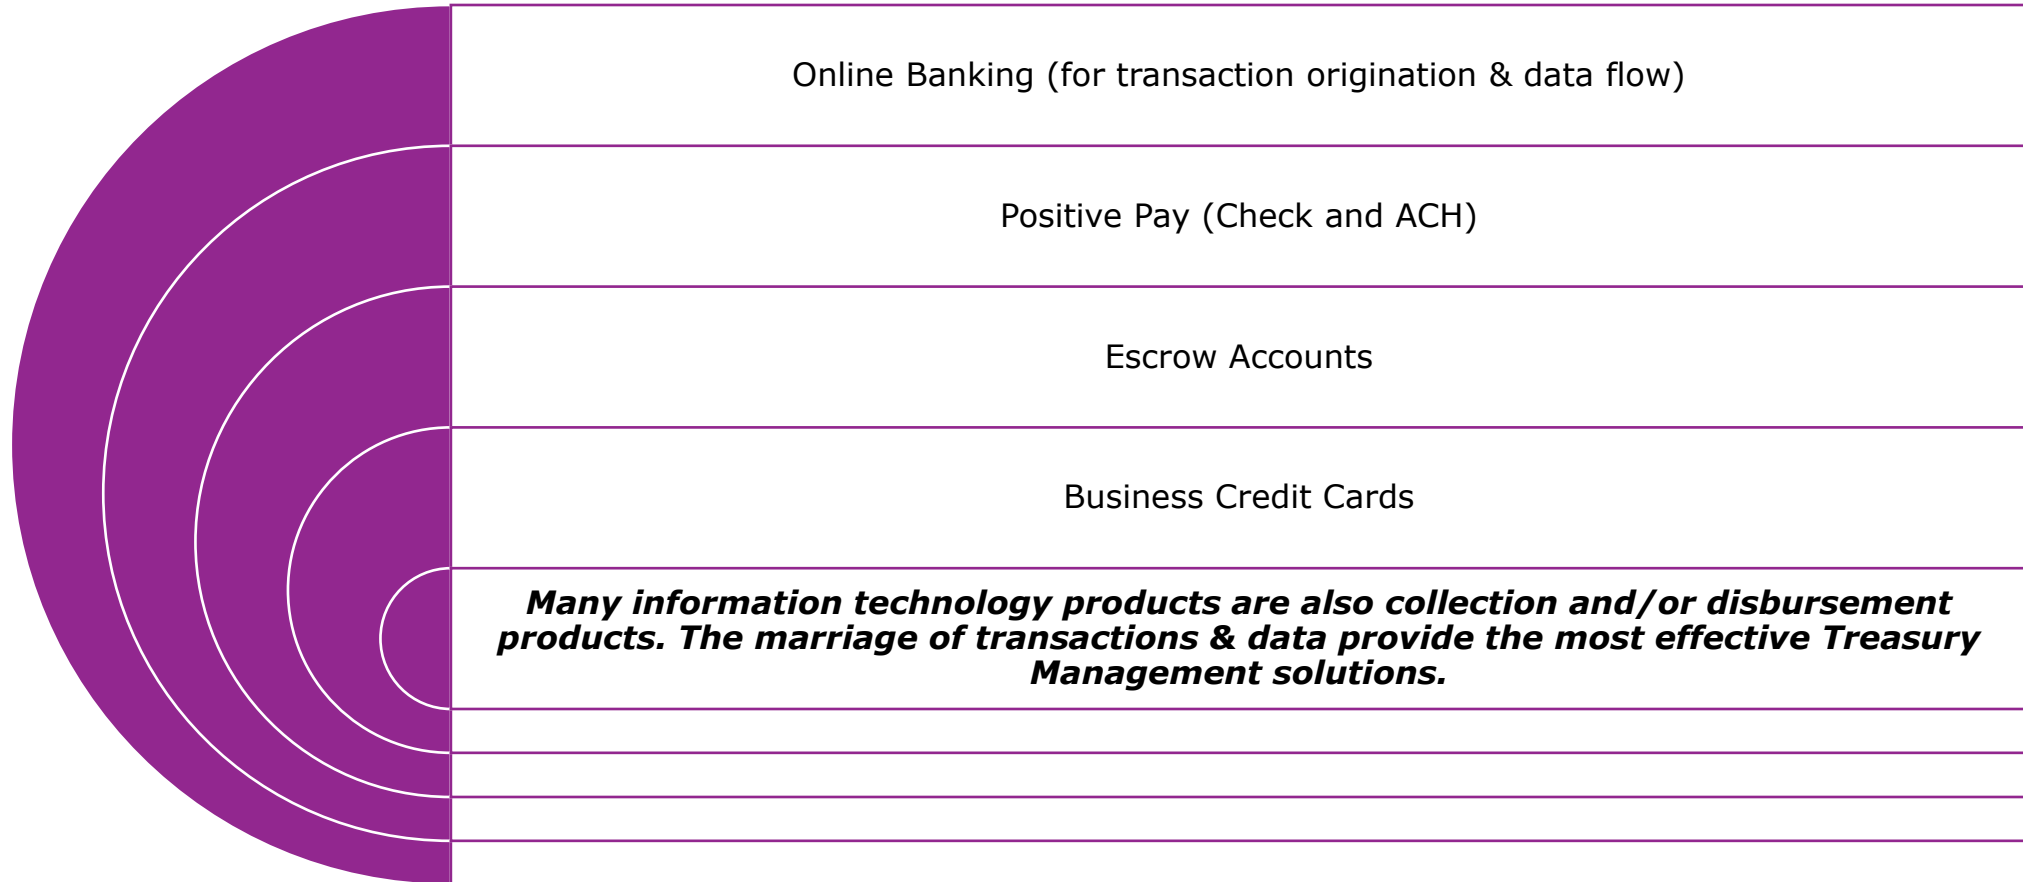 Online Banking (for transaction origination & data flow)
Positive Pay (Check and ACH)
Escrow Accounts
Business Credit Cards
Many information technology products are also collection and/or disbursement
products. The marriage of transactions & data provide the most effective Treasury
Management solutions.